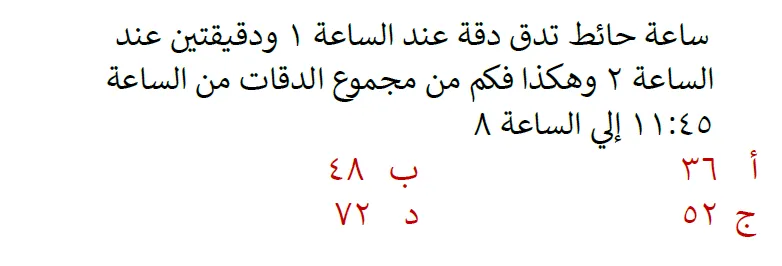 ساعة حائط تدق دقة عند الساعة ١ ودقيقتين عند
الساعة ٢ وهكذا فكم من مجموع الدقات من الساعة
١١:٤٥ إلي الساعة ٨
أ ٣٦ ب ٤٨
ج ٥٢ د ٧٢